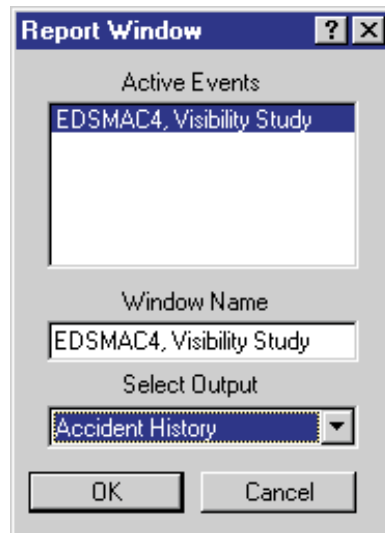 Report Window
Active Events
EDSMAC4, Visibility Study
Window Name
EDSMAC4, Visibility Study
Select Output
Accident History
OK Cancel